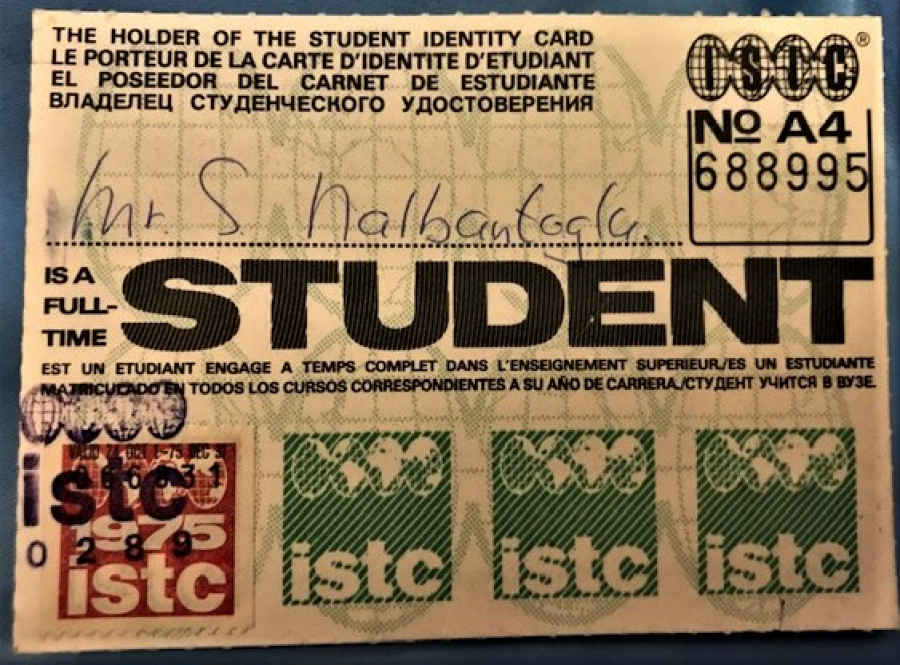 THE HOLDER OF THE STUDENT IDENTITY CARD
LE PORTEUR DE LA CARTE D'IDENTITE D'ETUDIANT
EL POSEEDOR DEL CARNET DE ESTUDIANTE
ВЛАДЕЛЕЦ СТУДЕНЧЕСКОГО УДОСТОВЕРЕНИЯ
ISTC®
No A4
688995
Mr. S. Nalbantoglu.
IS A
FULL-
TIME
STUDENT
EST UN ETUDIANT ENGAGE A TEMPS COMPLET DANS L'ENSEIGNEMENT SUPERIEUR./ES UN ESTUDIANTE
MATRICULADO EN TODOS LOS CURSOS CORRESPONDIENTES A SU AÑO DE CARRERA./СТУДЕНТ УЧИТСЯ В ВУЗЕ.
istc
1975
0 289
istc
istc
istc
istc